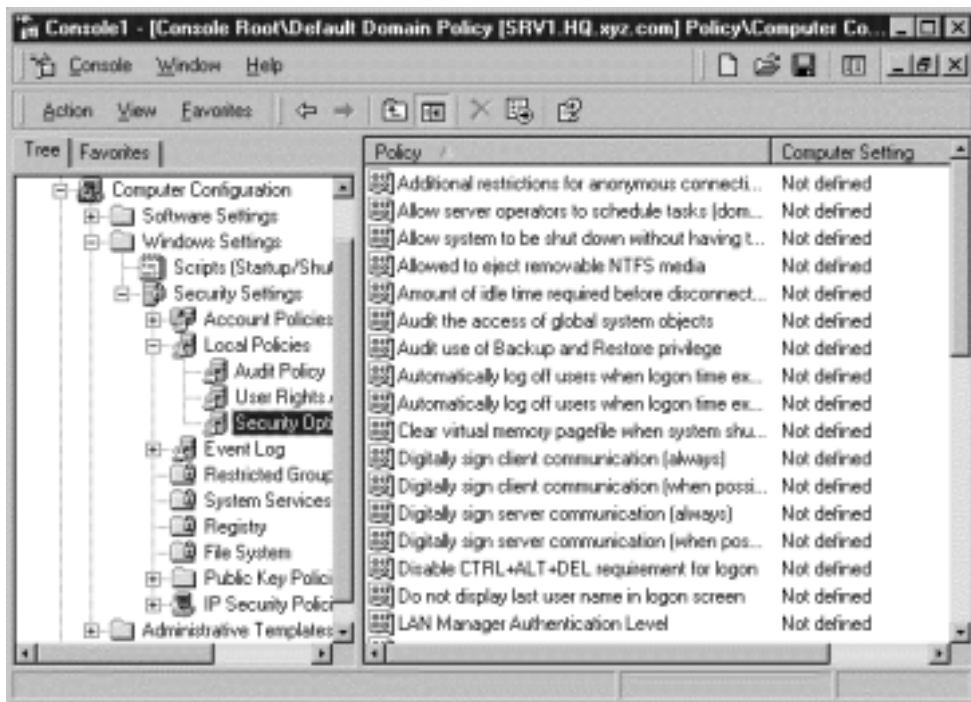 Console1 - [Console Root\Default Domain Policy [SRV1.HQ.xyz.com] Policy\Computer Co...
Console Window Help
Action View Favorites
Tree Favorites
Computer Configuration
Software Settings
Windows Settings
Scripts (Startup/Shut
Security Settings
Account Policies
Local Policies
Audit Policy
User Rights A
Security Opti
Event Log
Restricted Group
System Services
Registry
File System
Public Key Polici
IP Security Polici
Administrative Templates
Policy Computer Setting
Additional restrictions for anonymous connecti... Not defined
Allow server operators to schedule tasks (dom... Not defined
Allow system to be shut down without having t... Not defined
Allowed to eject removable NTFS media Not defined
Amount of idle time required before disconnect... Not defined
Audit the access of global system objects Not defined
Audit use of Backup and Restore privilege Not defined
Automatically log off users when logon time ex... Not defined
Automatically log off users when logon time ex... Not defined
Clear virtual memory pagefile when system shu... Not defined
Digitally sign client communication (always) Not defined
Digitally sign client communication (when possi... Not defined
Digitally sign server communication (always) Not defined
Digitally sign server communication (when pos... Not defined
Disable CTRL+ALT+DEL requirement for logon Not defined
Do not display last user name in logon screen Not defined
LAN Manager Authentication Level Not defined